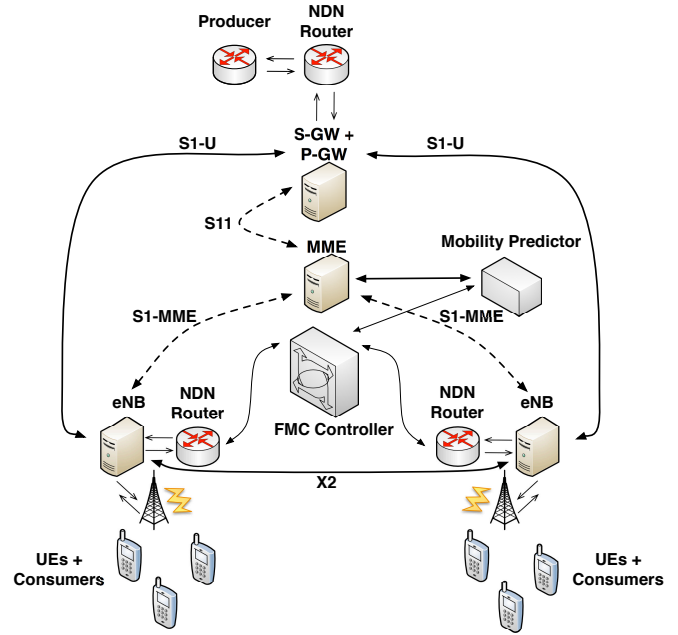 Producer
NDN
Router
S1-U
S-GW +
P-GW
S1-U
S11
MME
Mobility Predictor
S1-MME
S1-MME
eNB
NDN
Router
FMC Controller
NDN
Router
eNB
X2
UEs +
Consumers
UEs +
Consumers